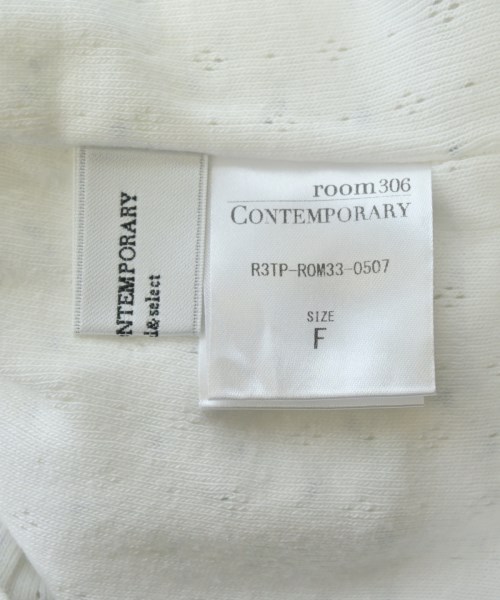 NTEMPORARY
d&select
room306
CONTEMPORARY
R3TP-ROM33-0507
SIZE
F